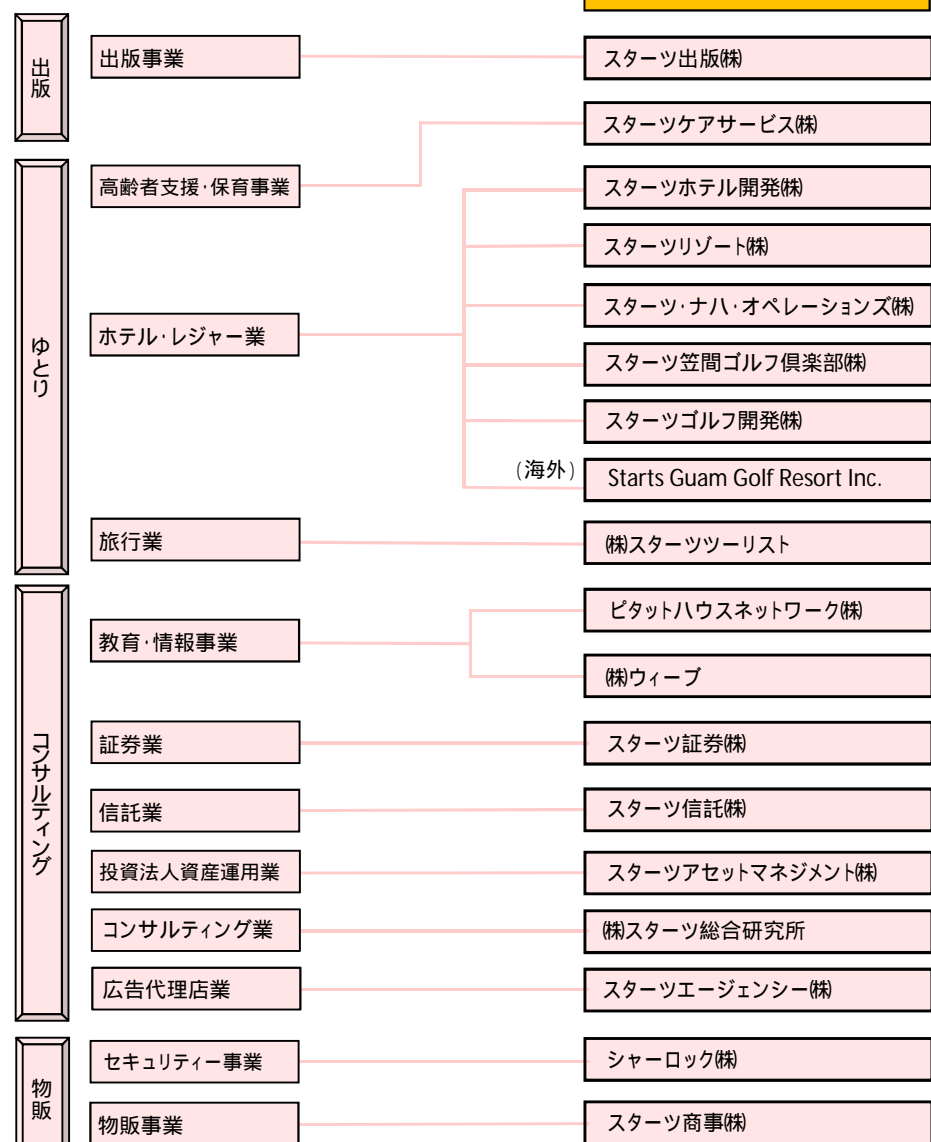 出版
出版事業
スターツ出版㈱
スターツケアサービス㈱
ゆとり
高齢者支援・保育事業
スターツホテル開発㈱
スターツリゾート㈱
ホテル・レジャー業
スターツ・ナハ・オペレーションズ㈱
スターツ笠間ゴルフ倶楽部㈱
スターツゴルフ開発㈱
(海外)
Starts Guam Golf Resort Inc.
旅行業
㈱スターツツーリスト
コンサルティング
教育・情報事業
ピタットハウスネットワーク㈱
㈱ウィーブ
証券業
スターツ証券㈱
信託業
スターツ信託㈱
投資法人資産運用業
スターツアセットマネジメント㈱
コンサルティング業
㈱スターツ総合研究所
広告代理店業
スターツエージェンシー㈱
物販
セキュリティー事業
シャーロック㈱
物販事業
スターツ商事㈱